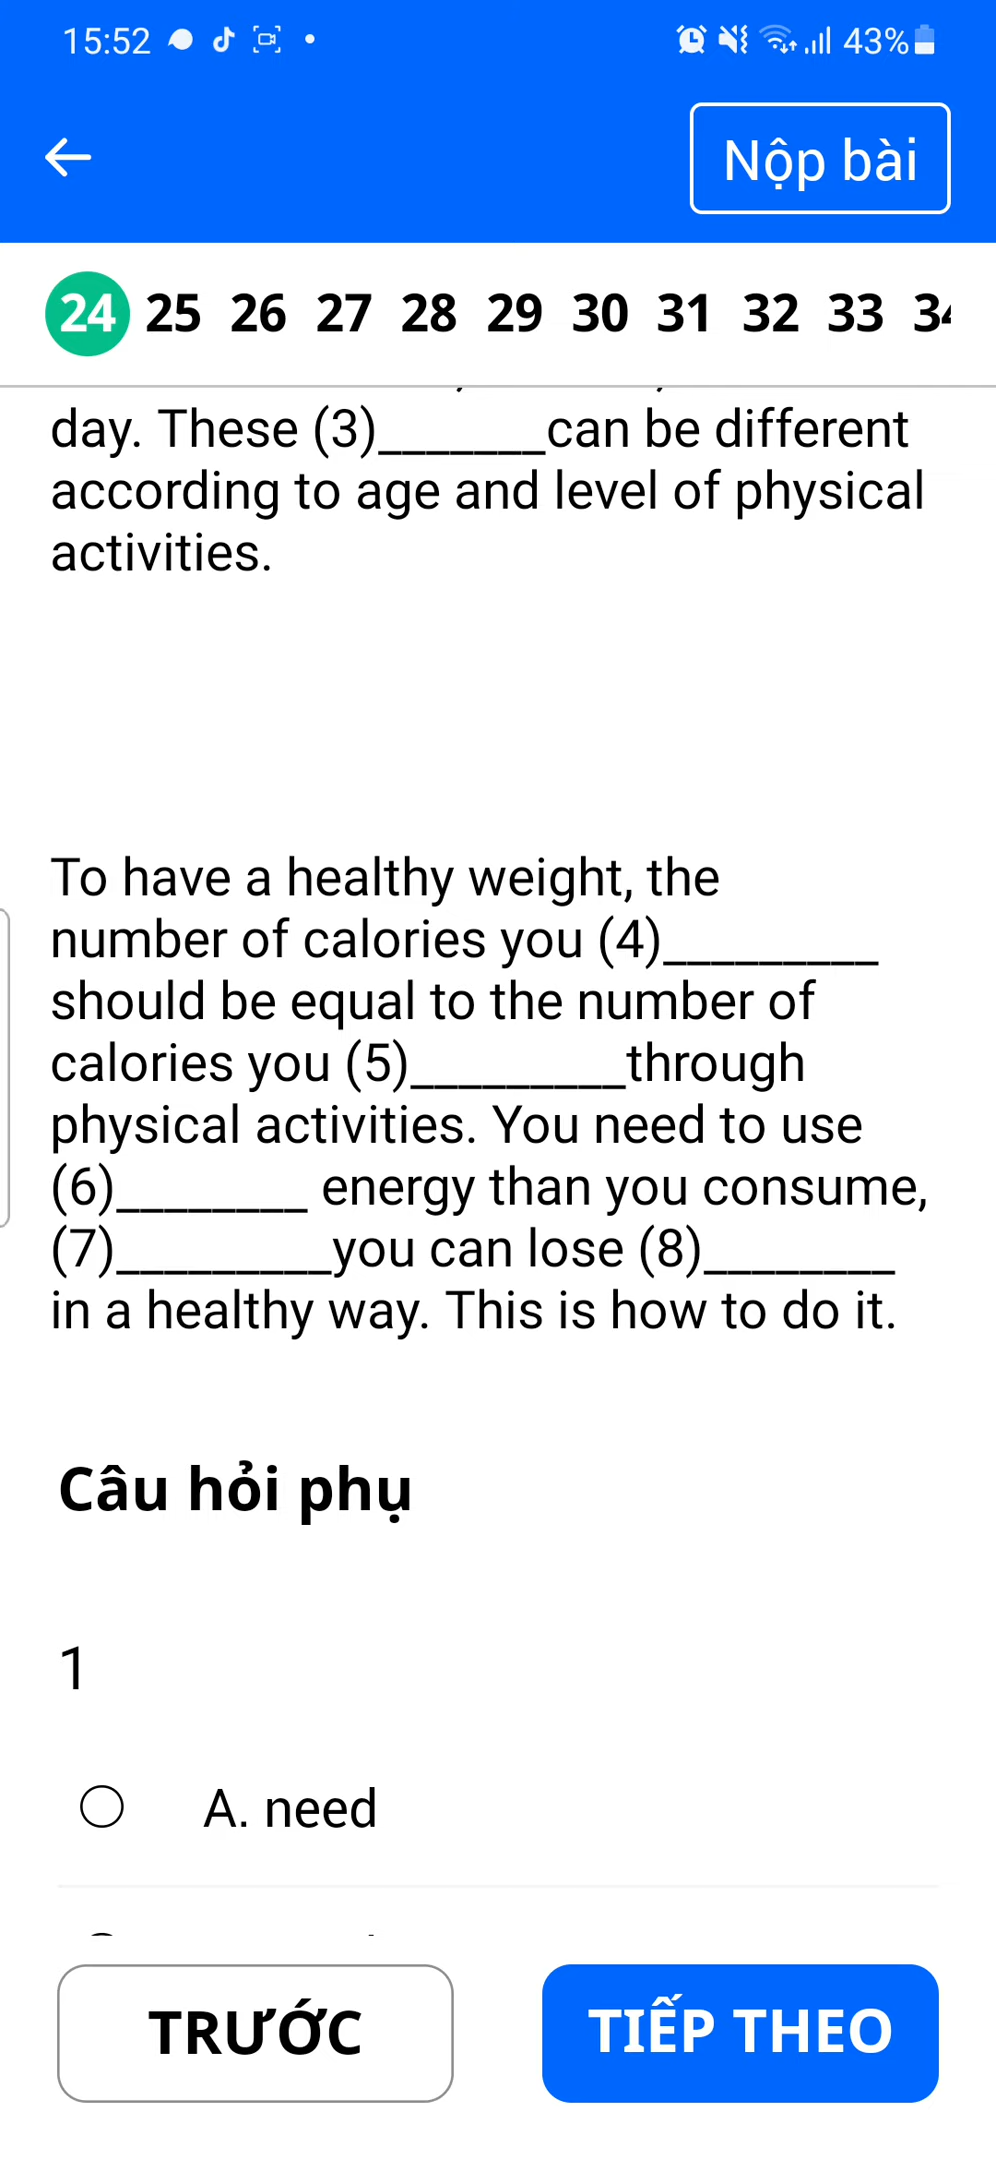 15:52 43%
Nộp bài
24 25 26 27 28 29 30 31 32 33
day. These (3)_______can be different
according to age and level of physical
activities.
To have a healthy weight, the
number of calories you (4)_________
should be equal to the number of
calories you (5)_________through
physical activities. You need to use
(6)________ energy than you consume,
(7)_________you can lose (8)________
in a healthy way. This is how to do it.
Câu hỏi phụ
1
A. need
TRƯỚC TIẾP THEO